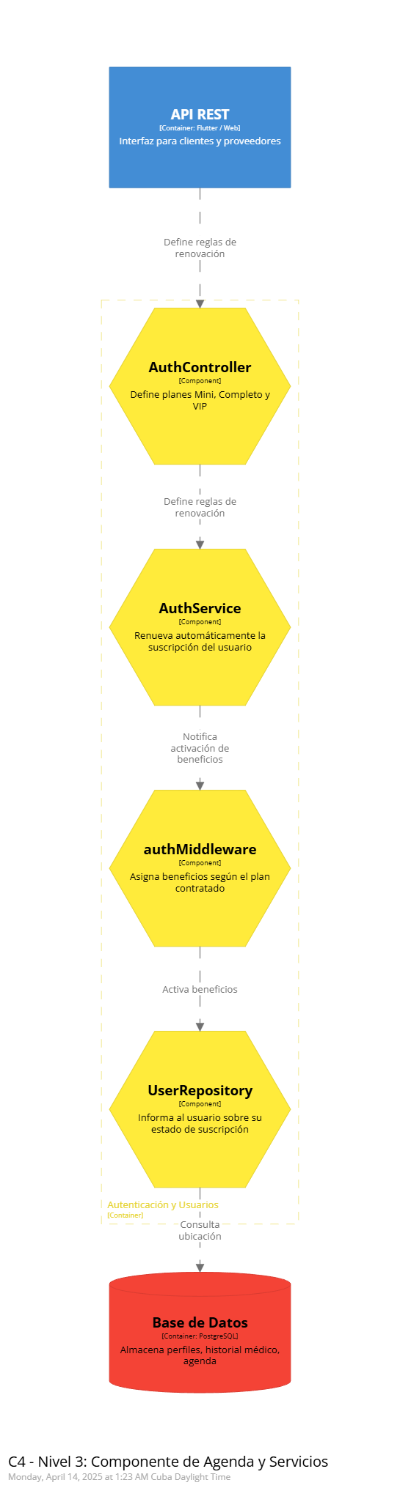 API REST
[Container: Flutter / Web]
Interfaz para clientes y proveedores
Define reglas de
renovación
AuthController
[Component]
Define planes Mini, Completo y
VIP
Define reglas de
renovación
AuthService
[Component]
Renueva automáticamente la
suscripción del usuario
Notifica
activación de
beneficios
authMiddleware
[Component]
Asigna beneficios según el plan
contratado
Activa beneficios
UserRepository
[Component]
Informa al usuario sobre su
estado de suscripción
Autenticación y Usuarios
[Container]
Consulta
ubicación
Base de Datos
[Container: PostgreSQL]
Almacena perfiles, historial médico,
agenda
C4 - Nivel 3: Componente de Agenda y Servicios
Monday, April 14, 2025 at 1:23 AM Cuba Daylight Time